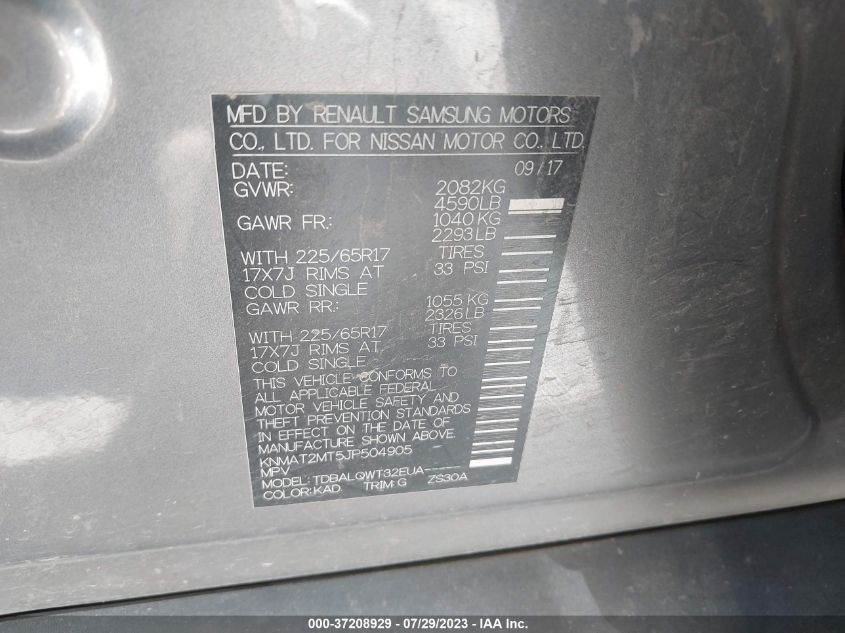 MFD BY RENAULT SAMSUNG MOTORS
CO., LTD. FOR NISSAN MOTOR CO., LTD.
DATE: 09/17
GVWR: 2082KG
4590LB
GAWR FR.: 1040KG
2293LB
WITH 225/65R17 TIRES
17X7J RIMS AT 33 PSI
COLD SINGLE
GAWR RR.: 1055KG
2326LB
WITH 225/65R17 TIRES
17X7J RIMS AT 33 PSI
COLD SINGLE
THIS VEHICLE CONFORMS TO
ALL APPLICABLE FEDERAL
MOTOR VEHICLE SAFETY AND
THEFT PREVENTION STANDARDS
IN EFFECT ON THE DATE OF
MANUFACTURE SHOWN ABOVE.
KNMAT2MT5JP504905
MPV
MODEL: TDBALQWT32EUA-----
COLOR: KAD TRIM: G ZS30A
000-37208929 - 07/29/2023 - IAA Inc.